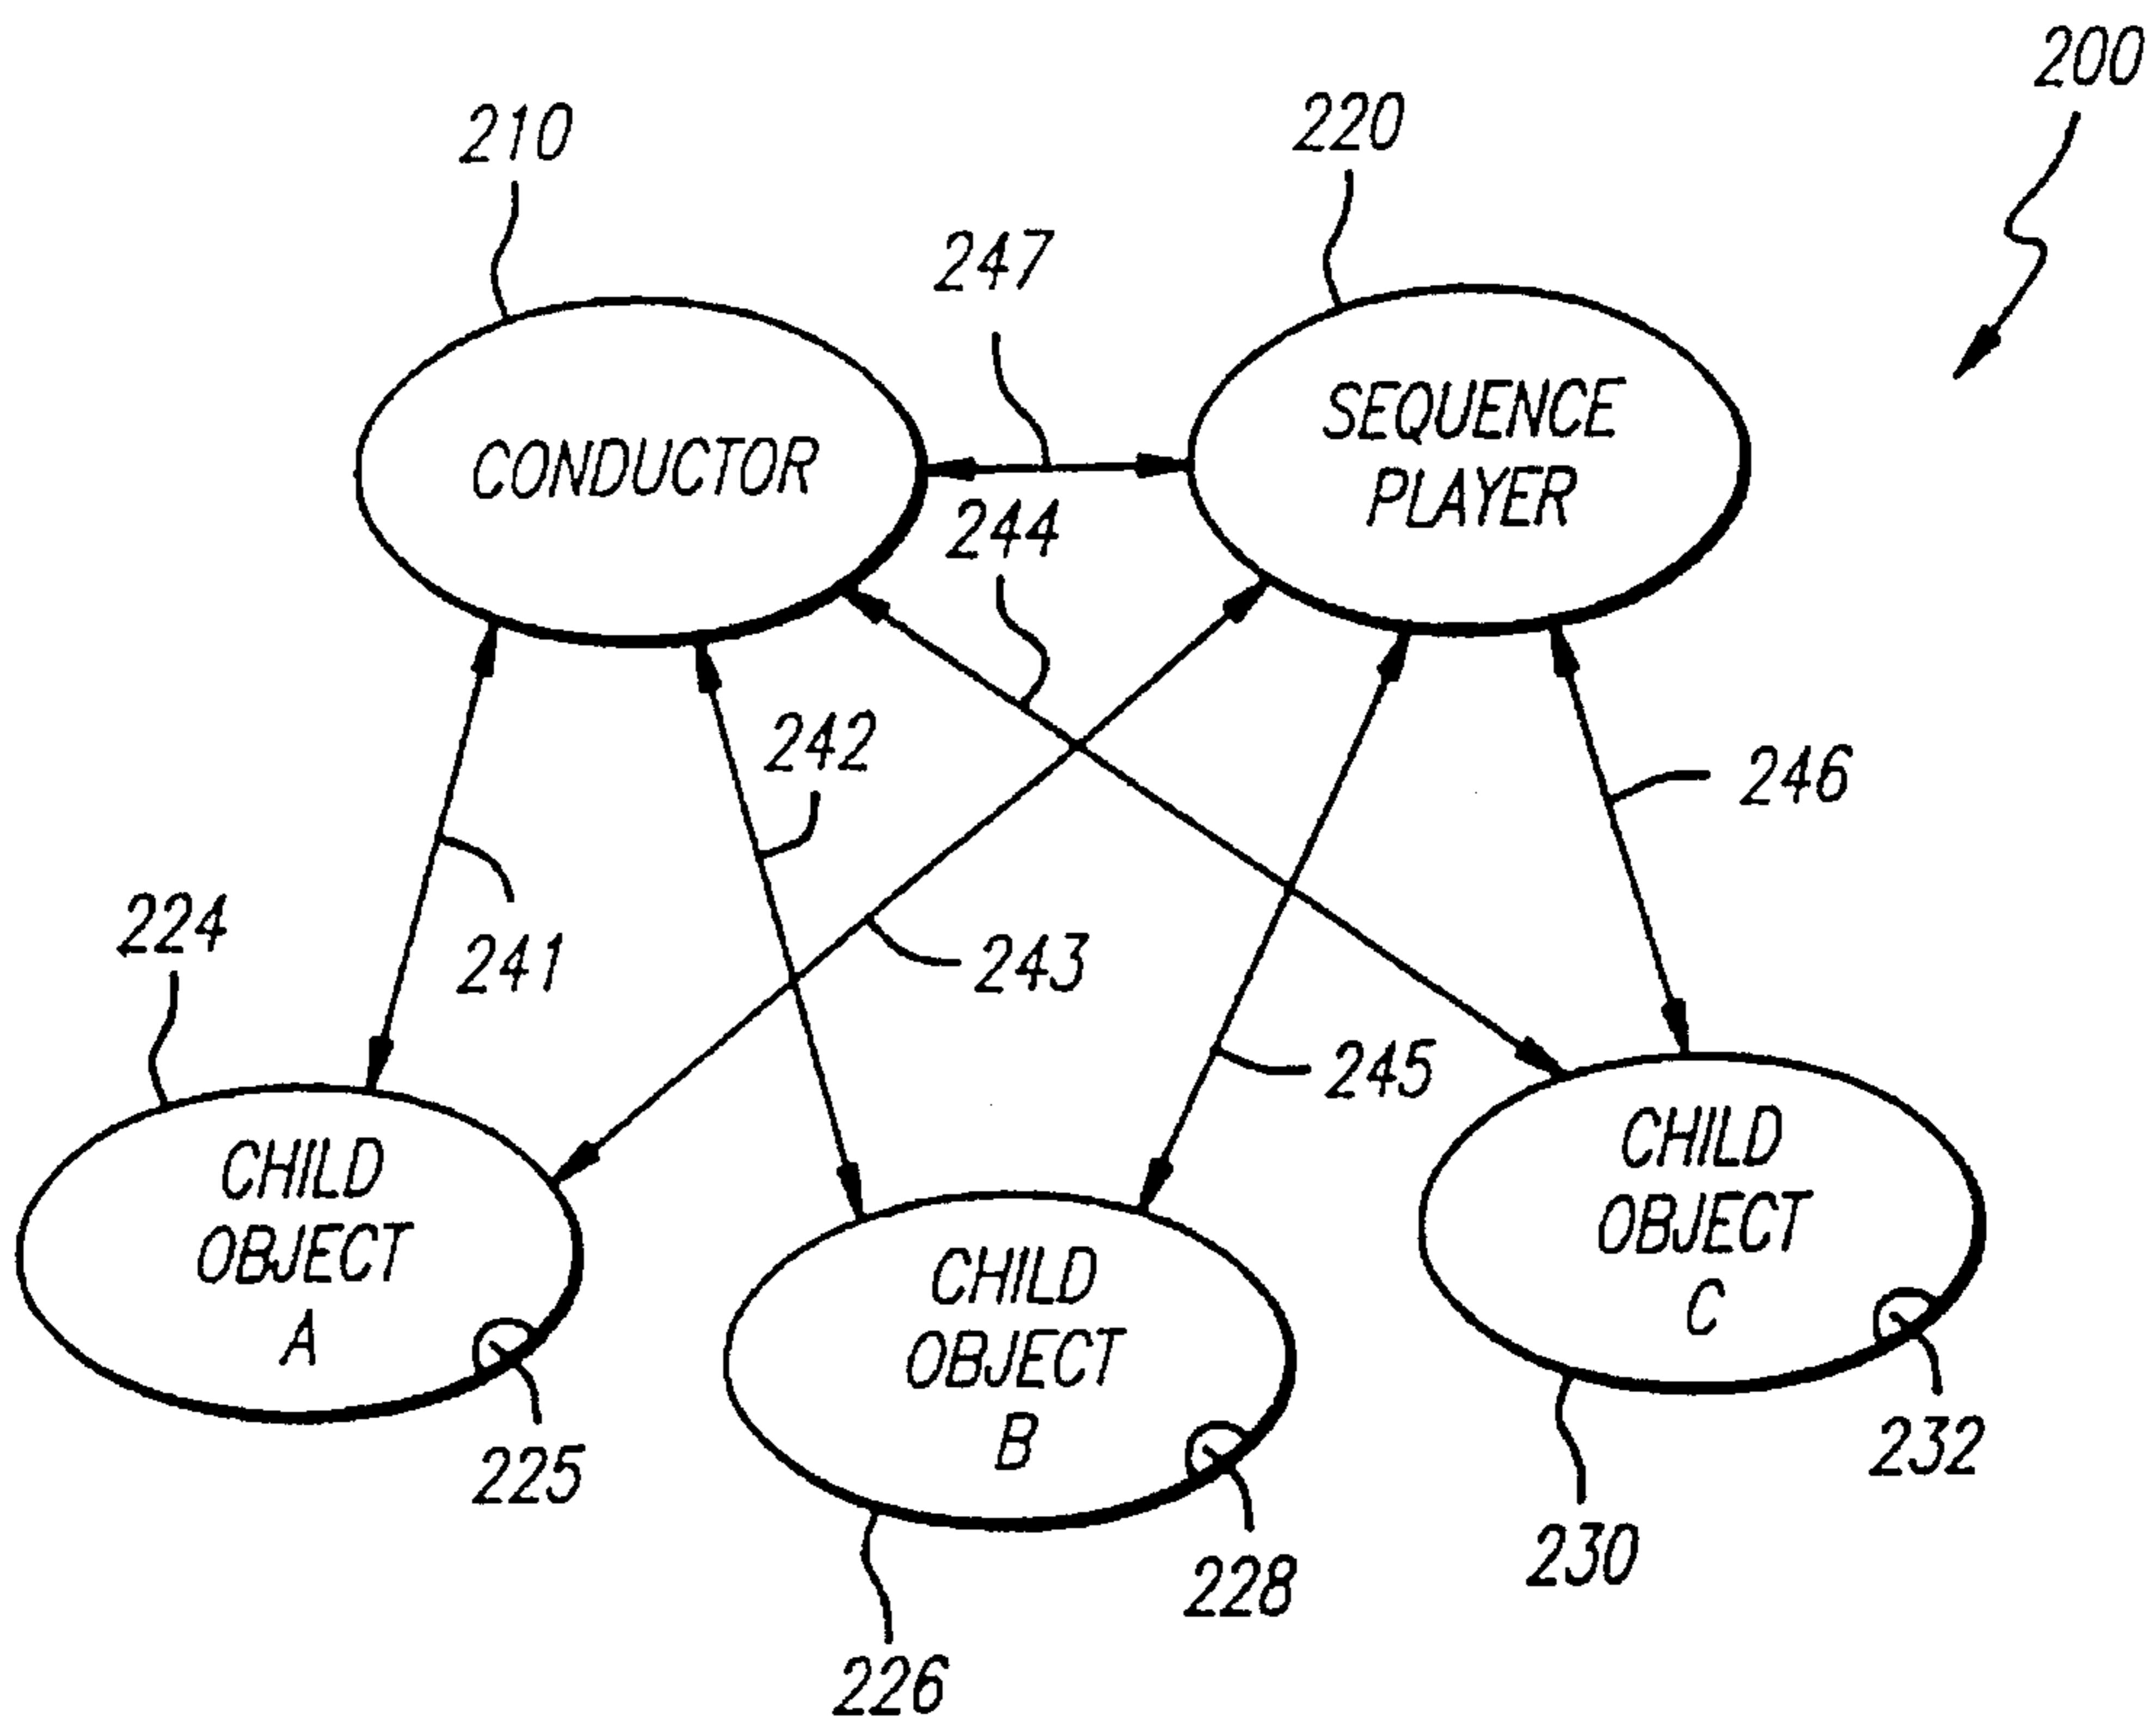 200
210
220
247
CONDUCTOR
SEQUENCE
PLAYER
244
242
246
224
241
243
245
CHILD
OBJECT
A
CHILD
OBJECT
B
CHILD
OBJECT
C
225
228
232
230
226